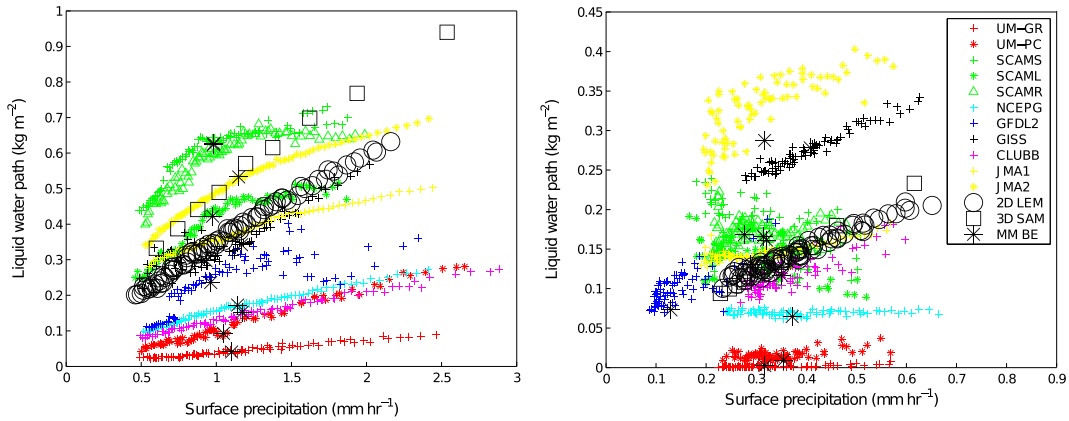 1
0.9
0.8
0.7
0.6
0.5
0.4
0.3
0.2
0.1
0
0 0.5 1 1.5 2 2.5 3
Liquid water path (kg m−2)
Surface precipitation (mm hr−1)
0.45
0.4
0.35
0.3
0.25
0.2
0.15
0.1
0.05
0
0 0.1 0.2 0.3 0.4 0.5 0.6 0.7 0.8 0.9
Liquid water path (kg m−2)
Surface precipitation (mm hr−1)
UM−GR
UM−PC
SCAMS
SCAML
SCAMR
NCEPG
GFDL2
GISS
CLUBB
JMA1
JMA2
2D LEM
3D SAM
MM BE